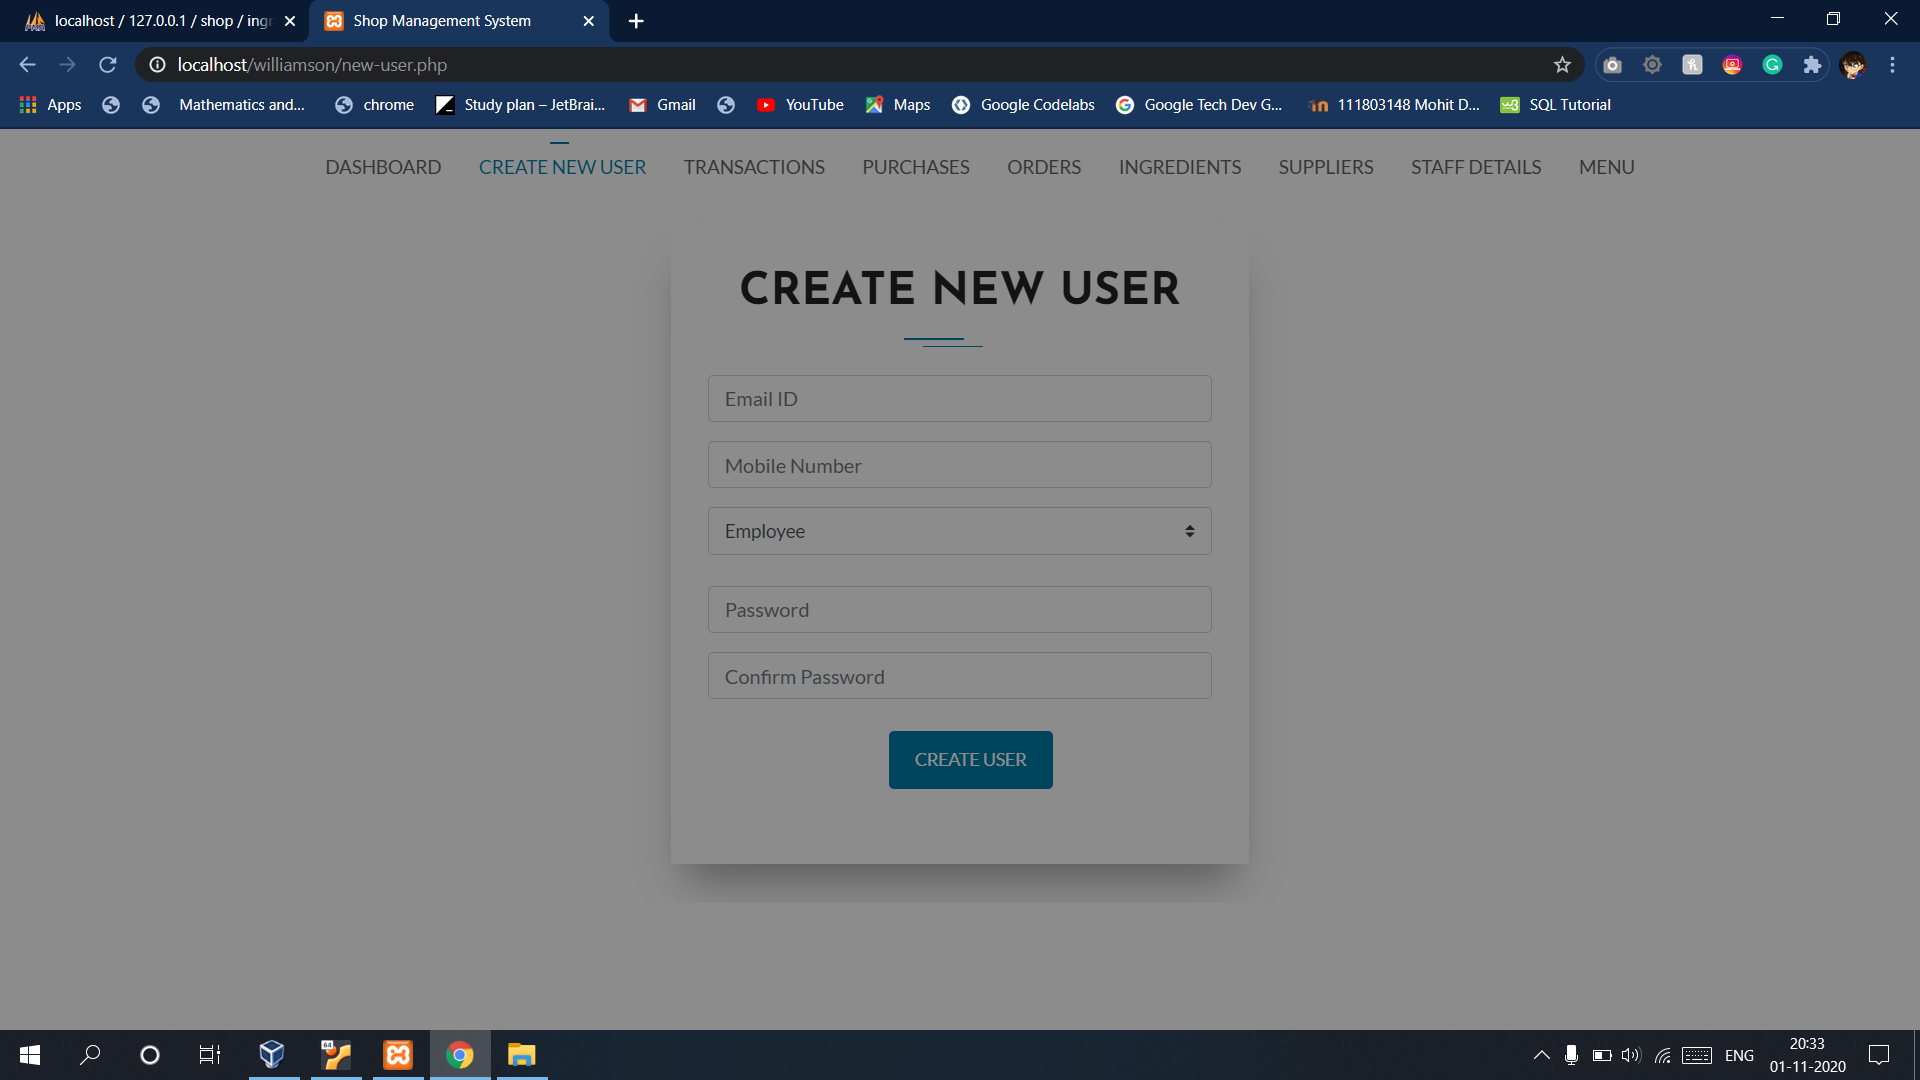 localhost / 127.0.0.1 / shop / ingr
Shop Management System
localhost/williamson/new-user.php
Apps
Mathematics and...
chrome
Study plan – JetBrai...
Gmail
YouTube
Maps
Google Codelabs
Google Tech Dev G...
111803148 Mohit D...
SQL Tutorial
DASHBOARD
CREATE NEW USER
TRANSACTIONS
PURCHASES
ORDERS
INGREDIENTS
SUPPLIERS
STAFF DETAILS
MENU
CREATE NEW USER
Email ID
Mobile Number
Employee
Password
Confirm Password
CREATE USER
64
ENG
20:33
01-11-2020